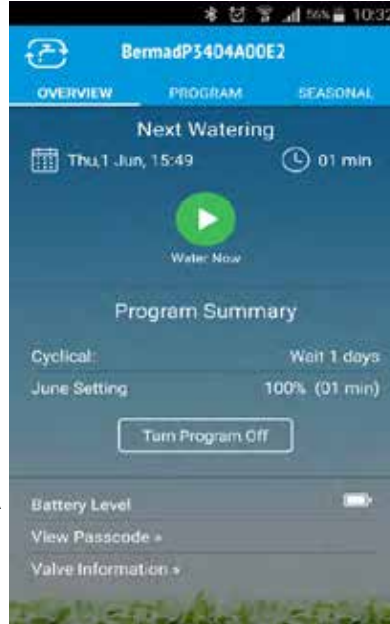 56% 10:32
BermadP3404A00E2
OVERVIEW PROGRAM SEASONAL
Next Watering
Thu,1 Jun, 15:49 01 min
Water Now
Program Summary
Cyclical: Wait 1 days
June Setting 100% (01 min)
Turn Program Off
Battery Level
View Passcode »
Valve Information »